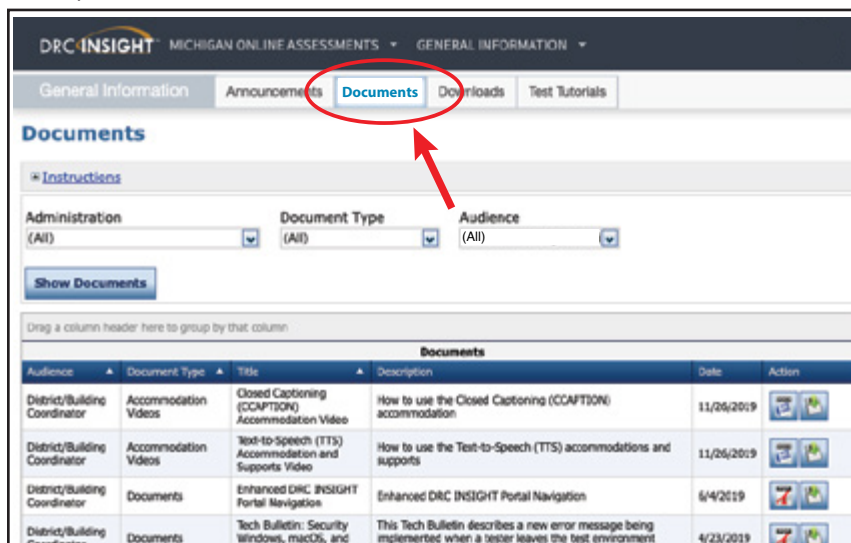 DRC INSIGHT MICHIGAN ONLINE ASSESSMENTS GENERAL INFORMATION
General Information Announcements Documents Downloads Test Tutorials
Documents
Instructions
Administration Document Type Audience
(All) (All) (All)
Show Documents
Drag a column header here to group by that column
Documents
Audience Document Type Title Description Date Action
District/Building Coordinator Accommodation Videos Closed Captioning (CCAPTION) Accommodation Video How to use the Closed Captioning (CCAPTION) accommodation 11/26/2019
District/Building Coordinator Accommodation Videos Text-to-Speech (TTS) Accommodation and Supports Video How to use the Text-to-Speech (TTS) accommodations and supports 11/26/2019
District/Building Coordinator Documents Enhanced DRC INSIGHT Portal Navigation Enhanced DRC INSIGHT Portal Navigation 6/4/2019
District/Building Documents Tech Bulletin: Security Windows, macOS, and This Tech Bulletin describes a new error message being implemented when a tester leaves the test environment 4/23/2019